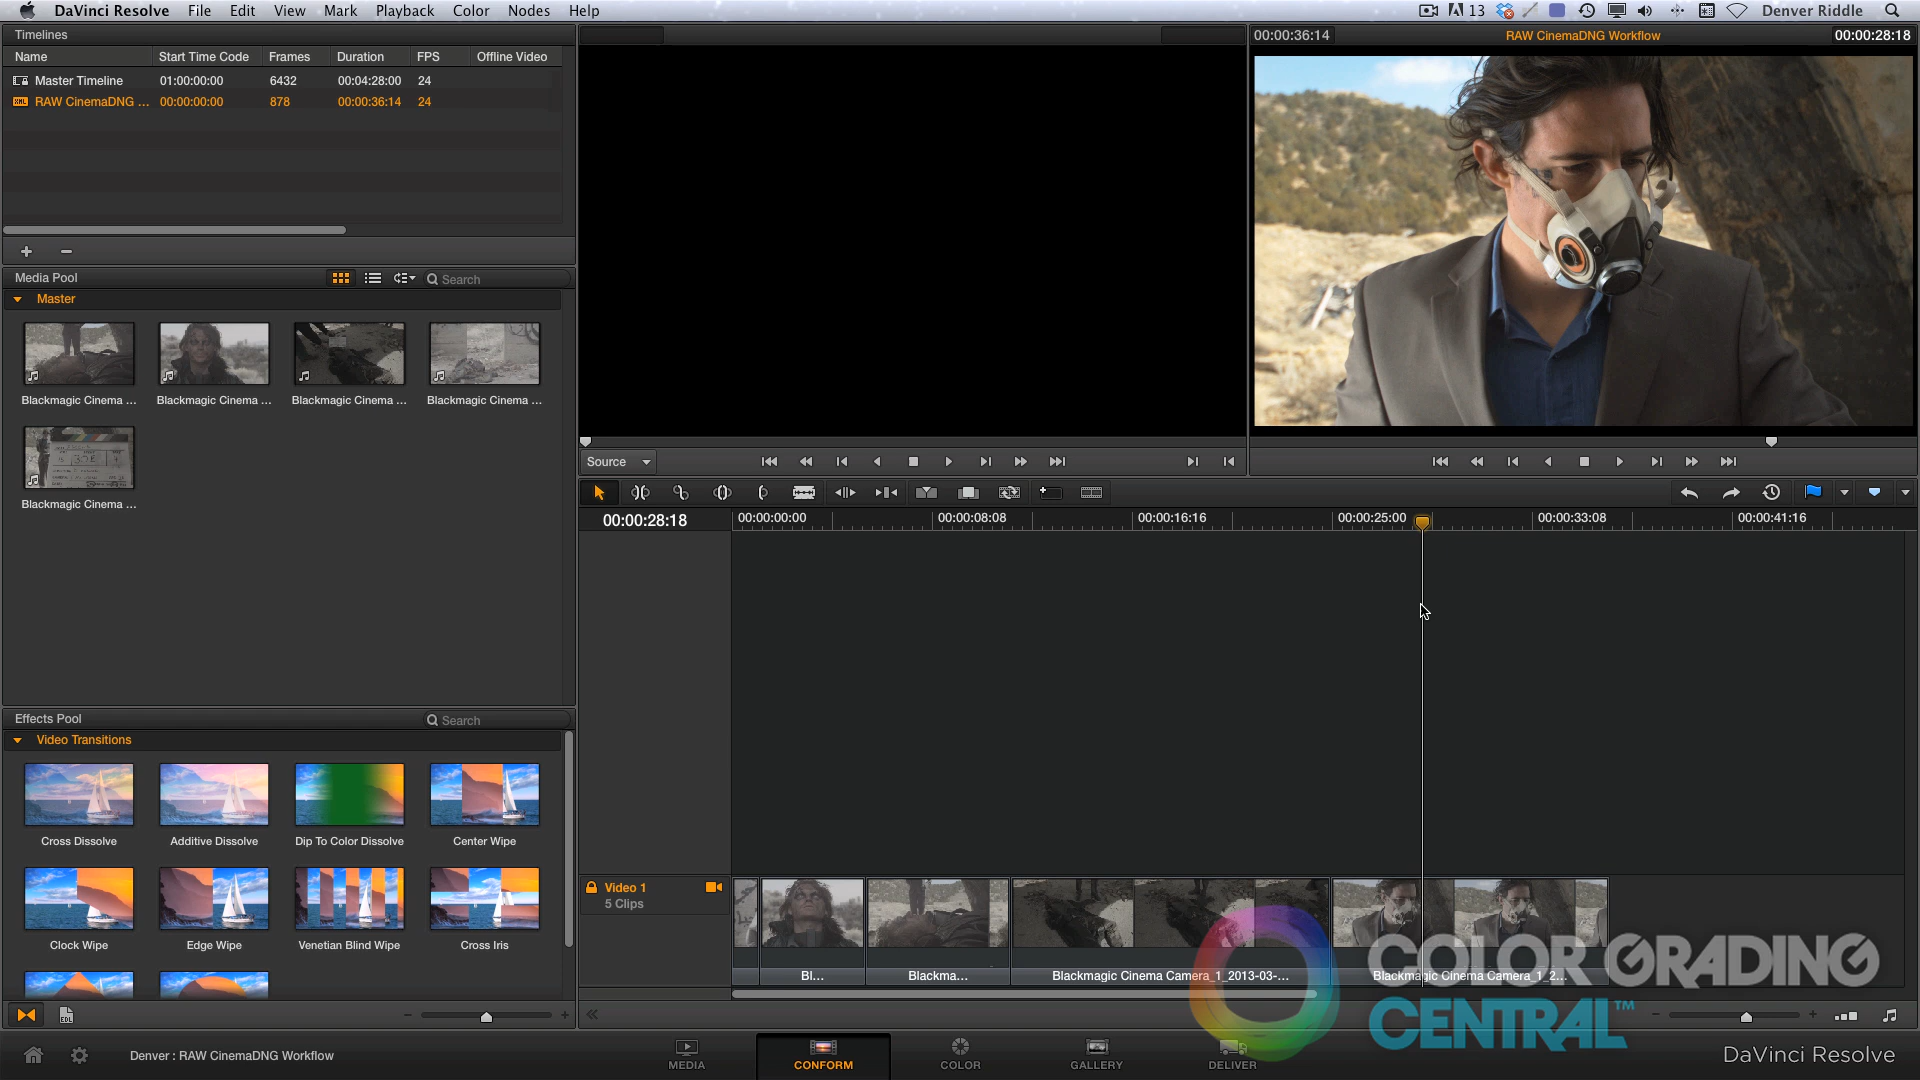 DaVinci Resolve File Edit View Mark Playback Color Nodes Help 13 Denver Riddle
Timelines
Name Start Time Code Frames Duration FPS Offline Video
Master Timeline 01:00:00:00 6432 00:04:28:00 24
RAW CinemaDNG ... 00:00:00:00 878 00:00:36:14 24
00:00:36:14 RAW CinemaDNG Workflow 00:00:28:18
Media Pool Search
Master
Blackmagic Cinema ... Blackmagic Cinema ... Blackmagic Cinema ... Blackmagic Cinema ...
Blackmagic Cinema ...
Source
00:00:28:18 00:00:00:00 00:00:08:08 00:00:16:16 00:00:25:00 00:00:33:08 00:00:41:16
Effects Pool Search
Video Transitions
Cross Dissolve Additive Dissolve Dip To Color Dissolve Center Wipe
Clock Wipe Edge Wipe Venetian Blind Wipe Cross Iris
EDL
Video 1
5 Clips
Bl... Blackma... Blackmagic Cinema Camera_1_2013-03-... Blackmagic Cinema Camera_1_2...
COLOR GRADING
CENTRAL™
Denver : RAW CinemaDNG Workflow
MEDIA CONFORM COLOR GALLERY DELIVER
DaVinci Resolve